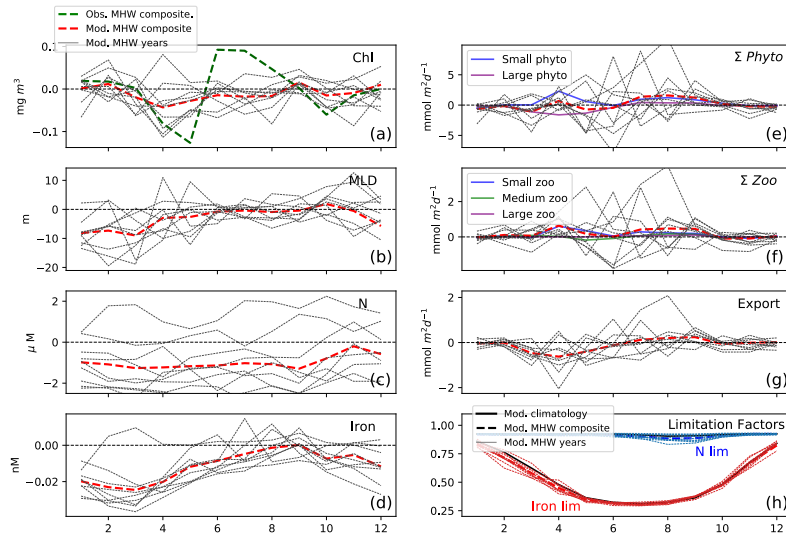 Obs. MHW composite.
Mod. MHW composite
Mod. MHW years
Chl
0.1
0.0
−0.1
mg m³
(a)
MLD
10
0
−10
−20
m
(b)
N
2
0
−2
μ M
(c)
Iron
0.00
−0.02
nM
(d)
2 4 6 8 10 12
Small phyto
Large phyto
Σ Phyto
5
0
−5
mmol m²d⁻¹
(e)
Small zoo
Medium zoo
Large zoo
Σ Zoo
2
0
mmol m²d⁻¹
(f)
Export
2
0
−2
mmol m²d⁻¹
(g)
Mod. climatology
Mod. MHW composite
Mod. MHW years
Limitation Factors
N lim
Iron lim
1.00
0.75
0.50
0.25
(h)
2 4 6 8 10 12